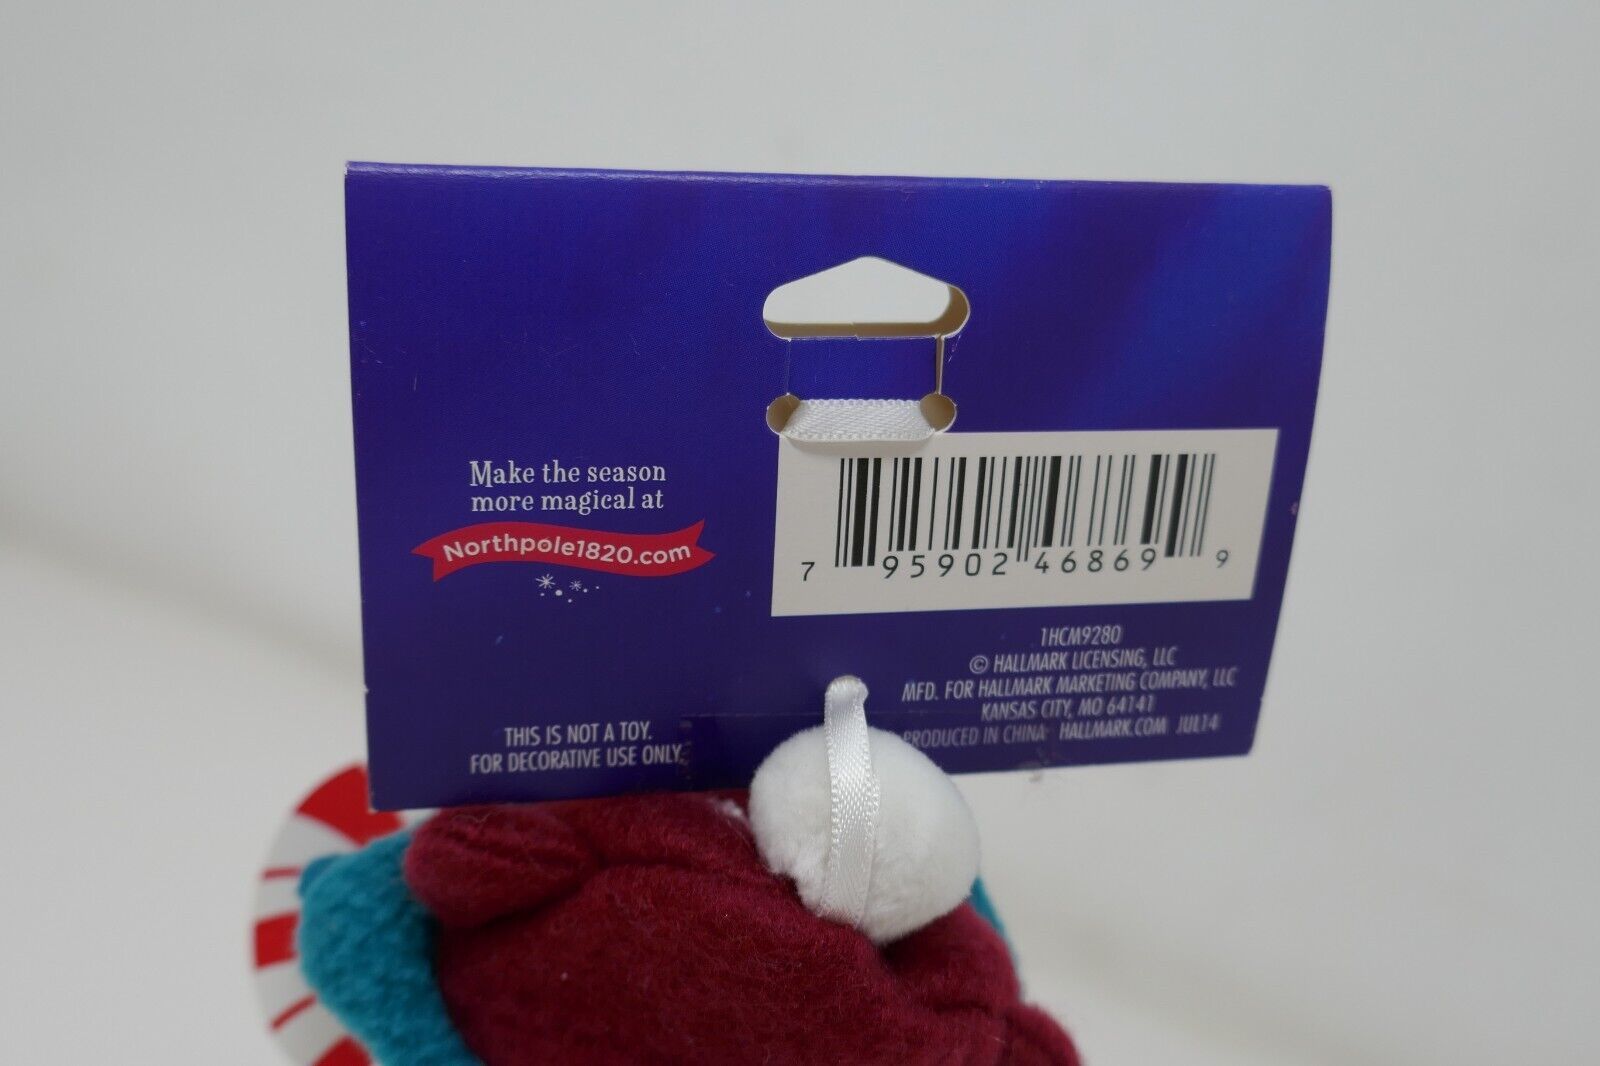 Make the season
more magical at
Northpole1820.com
THIS IS NOT A TOY.
FOR DECORATIVE USE ONLY.
7 95902 46869 9
1HCM9280
© HALLMARK LICENSING, LLC
MFD. FOR HALLMARK MARKETING COMPANY, LLC
KANSAS CITY, MO 64141
PRODUCED IN CHINA HALLMARK.COM JUL14